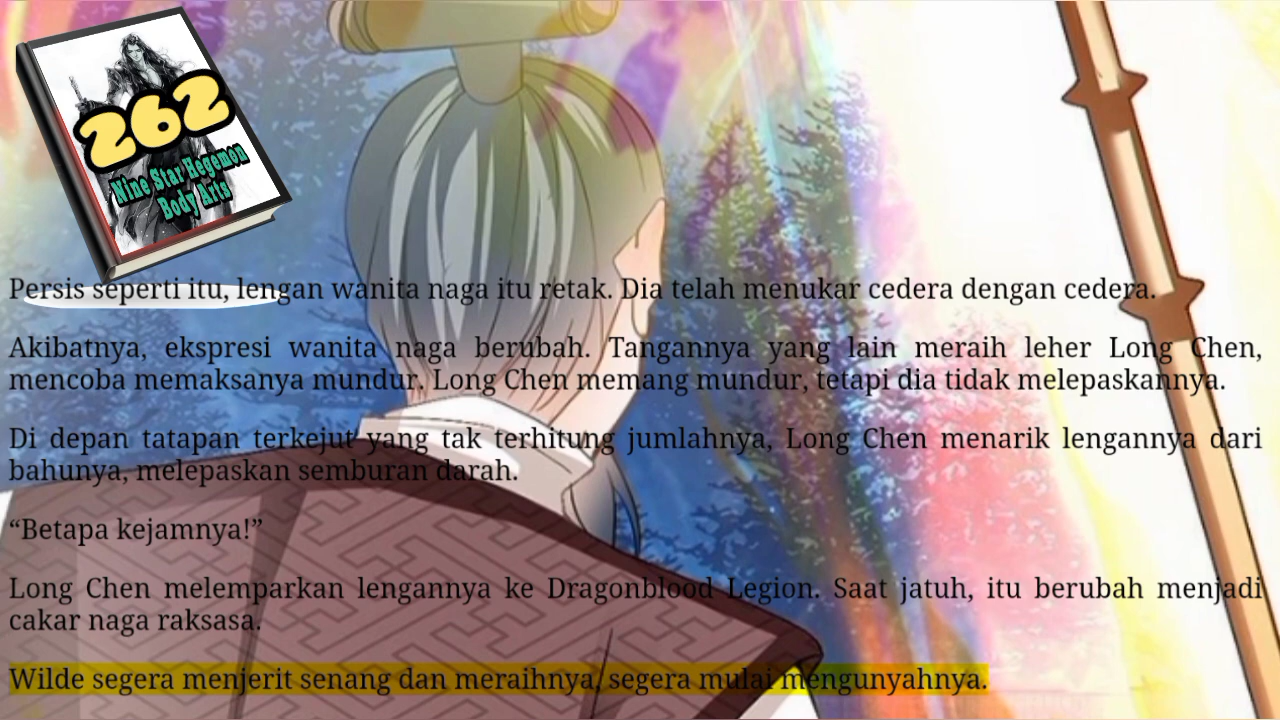 262
Nine Star Hegemon
Body Arts
Persis seperti itu, lengan wanita naga itu retak. Dia telah menukar cedera dengan cedera.
Akibatnya, ekspresi wanita naga berubah. Tangannya yang lain meraih leher Long Chen,
mencoba memaksanya mundur. Long Chen memang mundur, tetapi dia tidak melepaskannya.
Di depan tatapan terkejut yang tak terhitung jumlahnya, Long Chen menarik lengannya dari
bahunya, melepaskan semburan darah.
“Betapa kejamnya!”
Long Chen melemparkan lengannya ke Dragonblood Legion. Saat jatuh, itu berubah menjadi
cakar naga raksasa.
Wilde segera menjerit senang dan meraihnya, segera mulai mengunyahnya.